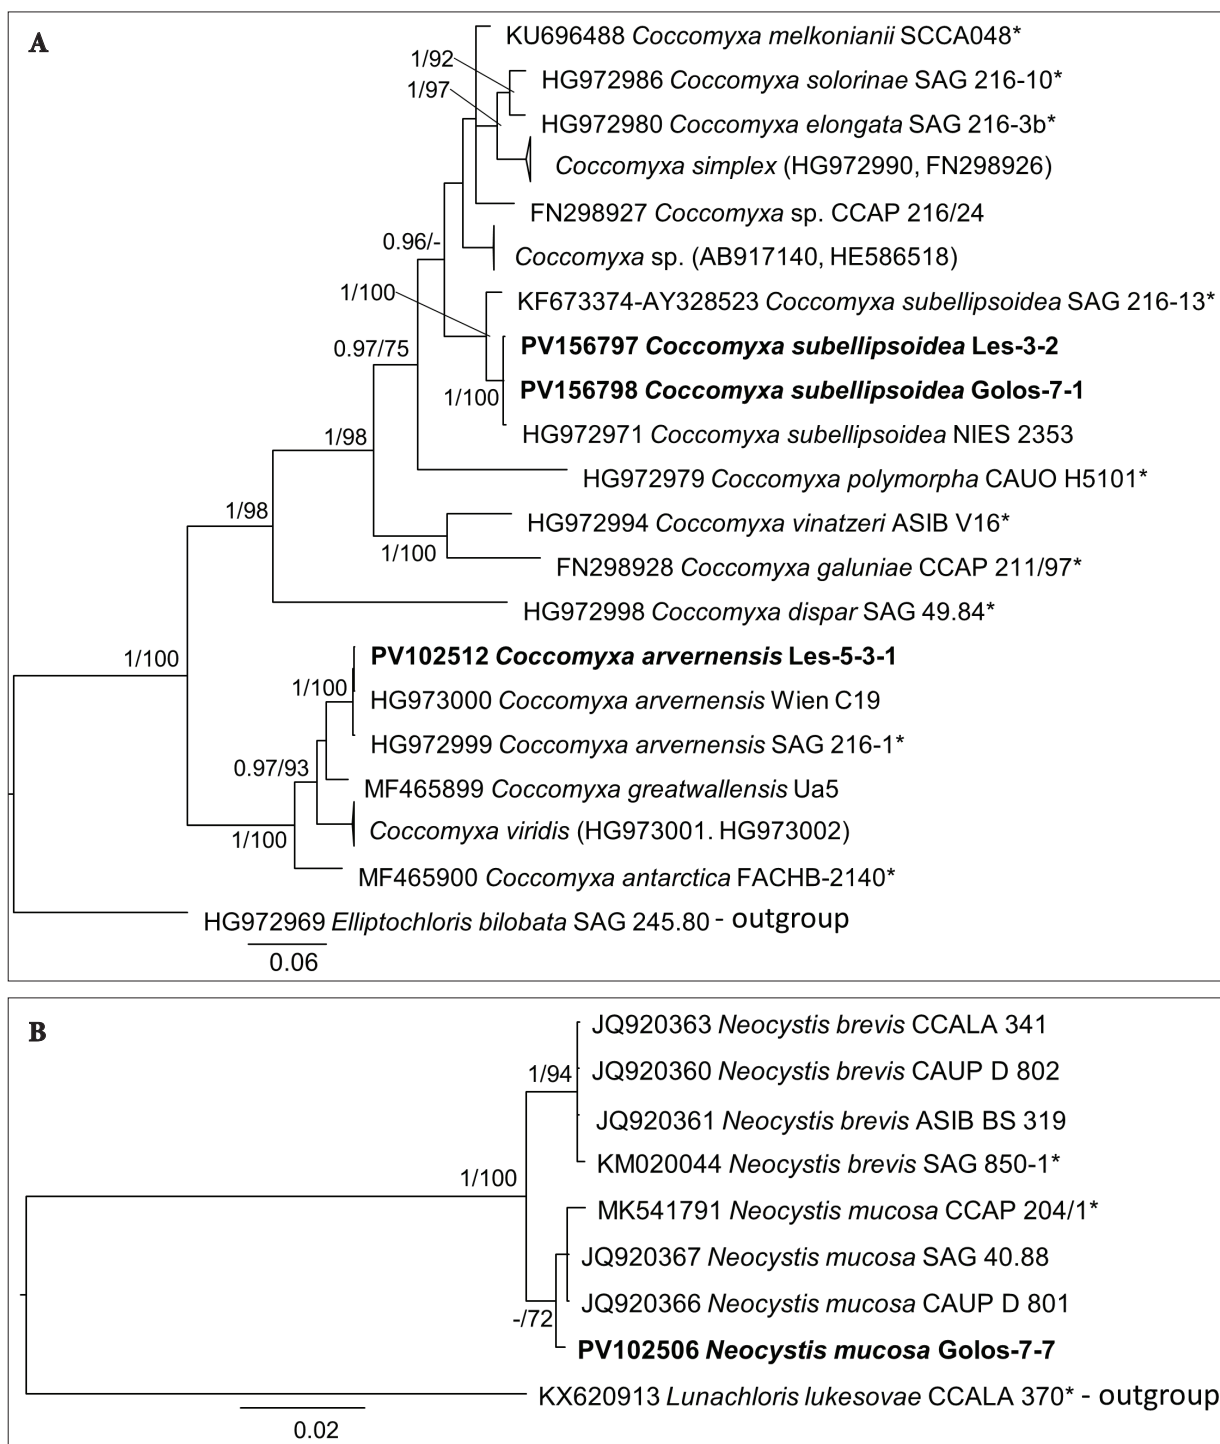 A
KU696488 Coccomyxa melkonianii SCCA048*
1/92
HG972986 Coccomyxa solorinae SAG 216-10*
1/97
HG972980 Coccomyxa elongata SAG 216-3b*
Coccomyxa simplex (HG972990, FN298926)
FN298927 Coccomyxa sp. CCAP 216/24
0.96/-
Coccomyxa sp. (AB917140, HE586518)
1/100
KF673374-AY328523 Coccomyxa subellipsoidea SAG 216-13*
0.97/75
PV156797 Coccomyxa subellipsoidea Les-3-2
PV156798 Coccomyxa subellipsoidea Golos-7-1
1/100
HG972971 Coccomyxa subellipsoidea NIES 2353
1/98
HG972979 Coccomyxa polymorpha CAUO H5101*
1/98
HG972994 Coccomyxa vinatzeri ASIB V16*
1/100
FN298928 Coccomyxa galuniae CCAP 211/97*
HG972998 Coccomyxa dispar SAG 49.84*
1/100
PV102512 Coccomyxa arvernensis Les-5-3-1
1/100
HG973000 Coccomyxa arvernensis Wien C19
HG972999 Coccomyxa arvernensis SAG 216-1*
0.97/93
MF465899 Coccomyxa greatwallensis Ua5
Coccomyxa viridis (HG973001. HG973002)
1/100
MF465900 Coccomyxa antarctica FACHB-2140*
HG972969 Elliptochloris bilobata SAG 245.80 - outgroup
0.06
B
JQ920363 Neocystis brevis CCALA 341
1/94
JQ920360 Neocystis brevis CAUP D 802
JQ920361 Neocystis brevis ASIB BS 319
KM020044 Neocystis brevis SAG 850-1*
1/100
MK541791 Neocystis mucosa CCAP 204/1*
JQ920367 Neocystis mucosa SAG 40.88
JQ920366 Neocystis mucosa CAUP D 801
-/72
PV102506 Neocystis mucosa Golos-7-7
KX620913 Lunachloris lukesovae CCALA 370* - outgroup
0.02